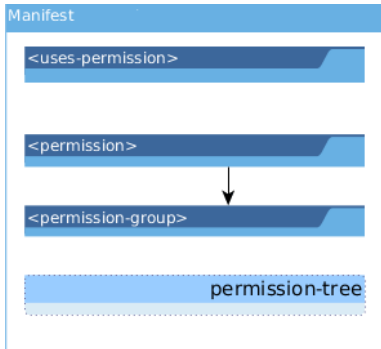 Manifest
<uses-permission>
<permission>
<permission-group>
permission-tree